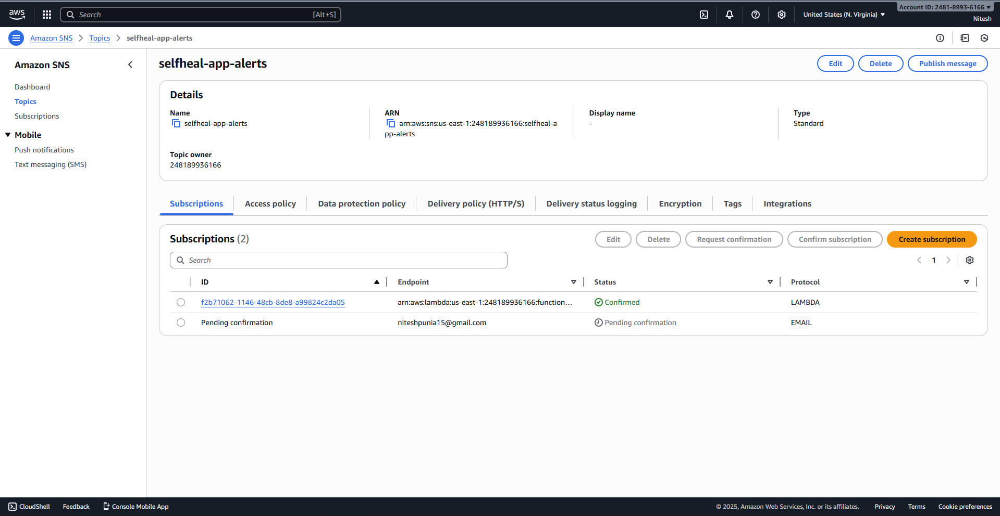 aws
Search
[Alt+S]
United States (N. Virginia)
Account ID: 2481-8993-6166
Nitesh
Amazon SNS
Topics
selfheal-app-alerts
Amazon SNS
Dashboard
Topics
Subscriptions
Mobile
Push notifications
Text messaging (SMS)
selfheal-app-alerts
Edit
Delete
Publish message
Details
Name
selfheal-app-alerts
ARN
arn:aws:sns:us-east-1:248189936166:selfheal-a
pp-alerts
Display name
-
Type
Standard
Topic owner
248189936166
Subscriptions
Access policy
Data protection policy
Delivery policy (HTTP/S)
Delivery status logging
Encryption
Tags
Integrations
Subscriptions (2)
Edit
Delete
Request confirmation
Confirm subscription
Create subscription
Search
1
ID
Endpoint
Status
Protocol
f2b71062-1146-48cb-8de8-a99824c2da05
arn:aws:lambda:us-east-1:248189936166:function...
Confirmed
LAMBDA
Pending confirmation
niteshpunia15@gmail.com
Pending confirmation
EMAIL
CloudShell
Feedback
Console Mobile App
© 2025, Amazon Web Services, Inc. or its affiliates.
Privacy
Terms
Cookie preferences